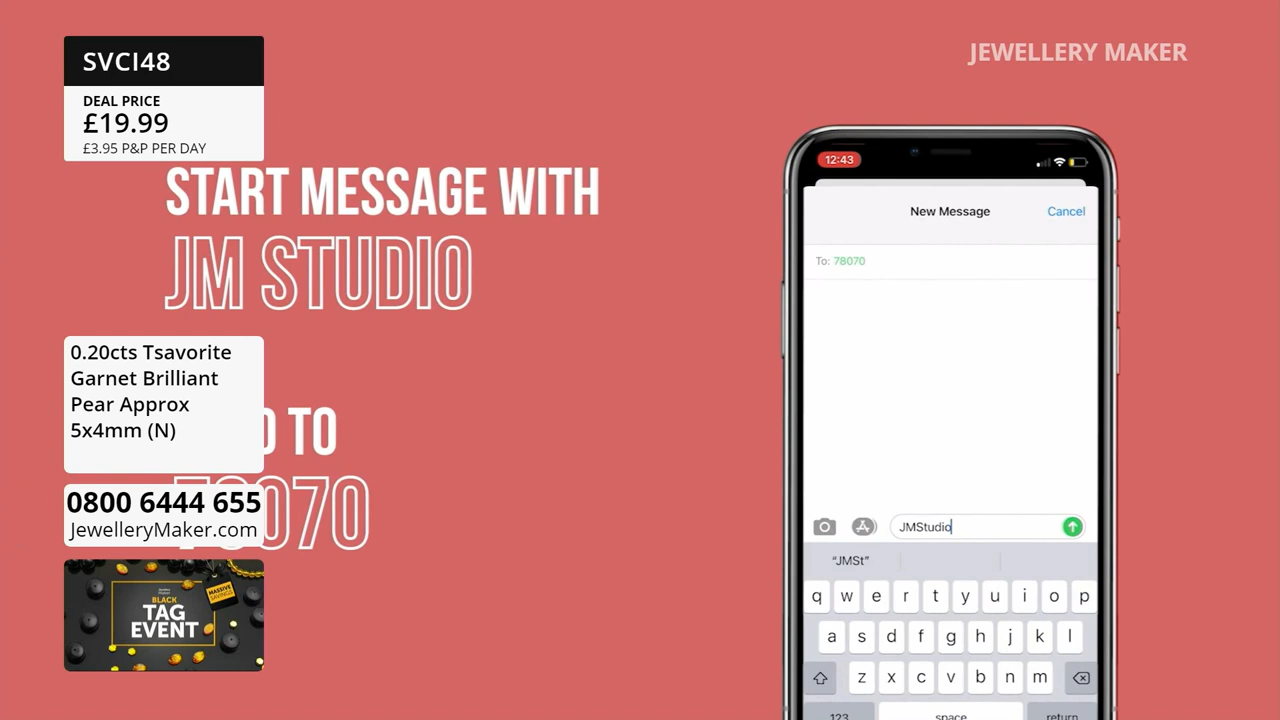 SVCI48
DEAL PRICE
£19.99
£3.95 P&P PER DAY
JEWELLERY MAKER
START MESSAGE WITH
JM STUDIO
0.20cts Tsavorite
Garnet Brilliant
Pear Approx
5x4mm (N)
TO
0800 6444 655
JewelleryMaker.com
BLACK
TAG
EVENT
MASSIVE
SAVINGS
12:43
New Message
Cancel
To: 78070
JMStudio
“JMSt”
q w e r t y u i o p
a s d f g h j k l
z x c v b n m
123
space
return